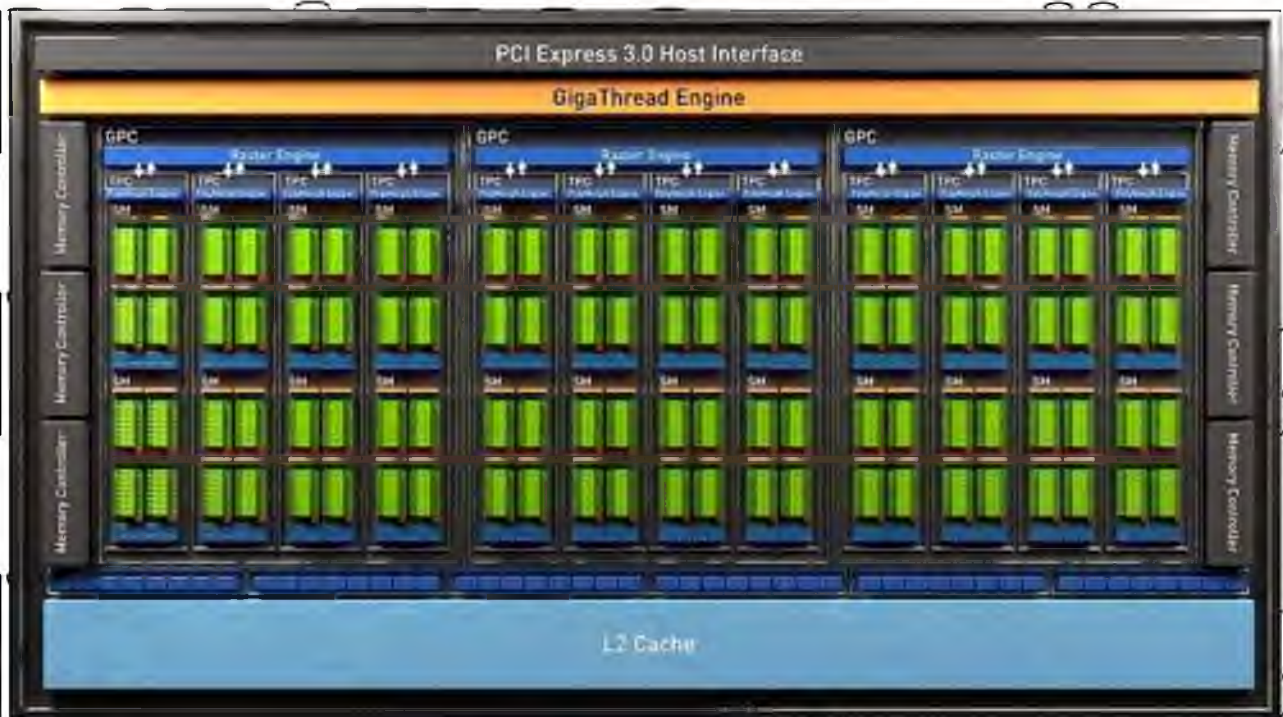 PCI Express 3.0 Host Interface
GigaThread Engine
GPC GPC GPC
Raster Engine Raster Engine Raster Engine
TPC TPC TPC TPC TPC TPC TPC TPC TPC TPC TPC TPC
SM SM SM SM SM SM SM SM SM SM SM SM
SM SM SM SM SM SM SM SM SM SM SM SM
Memory Controller
Memory Controller
Memory Controller
Memory Controller
Memory Controller
Memory Controller
L2 Cache